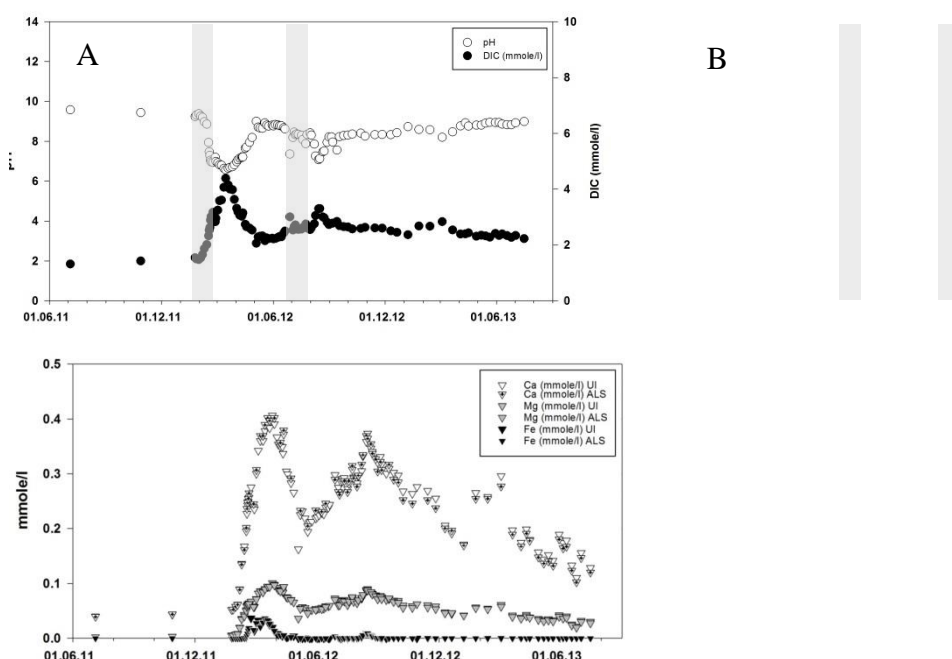 14
10
A
B
pH
DIC (mmole/l)
12
8
10
8
6
pH
6
4
DIC (mmole/l)
4
2
2
0
0
01.06.11
01.12.11
01.06.12
01.12.12
01.06.13
0.5
Ca (mmole/l) UI
Ca (mmole/l) ALS
Mg (mmole/l) UI
Mg (mmole/l) ALS
Fe (mmole/l) UI
Fe (mmole/l) ALS
0.4
0.3
mmole/l
0.2
0.1
0.0
01.06.11
01.12.11
01.06.12
01.12.12
01.06.13